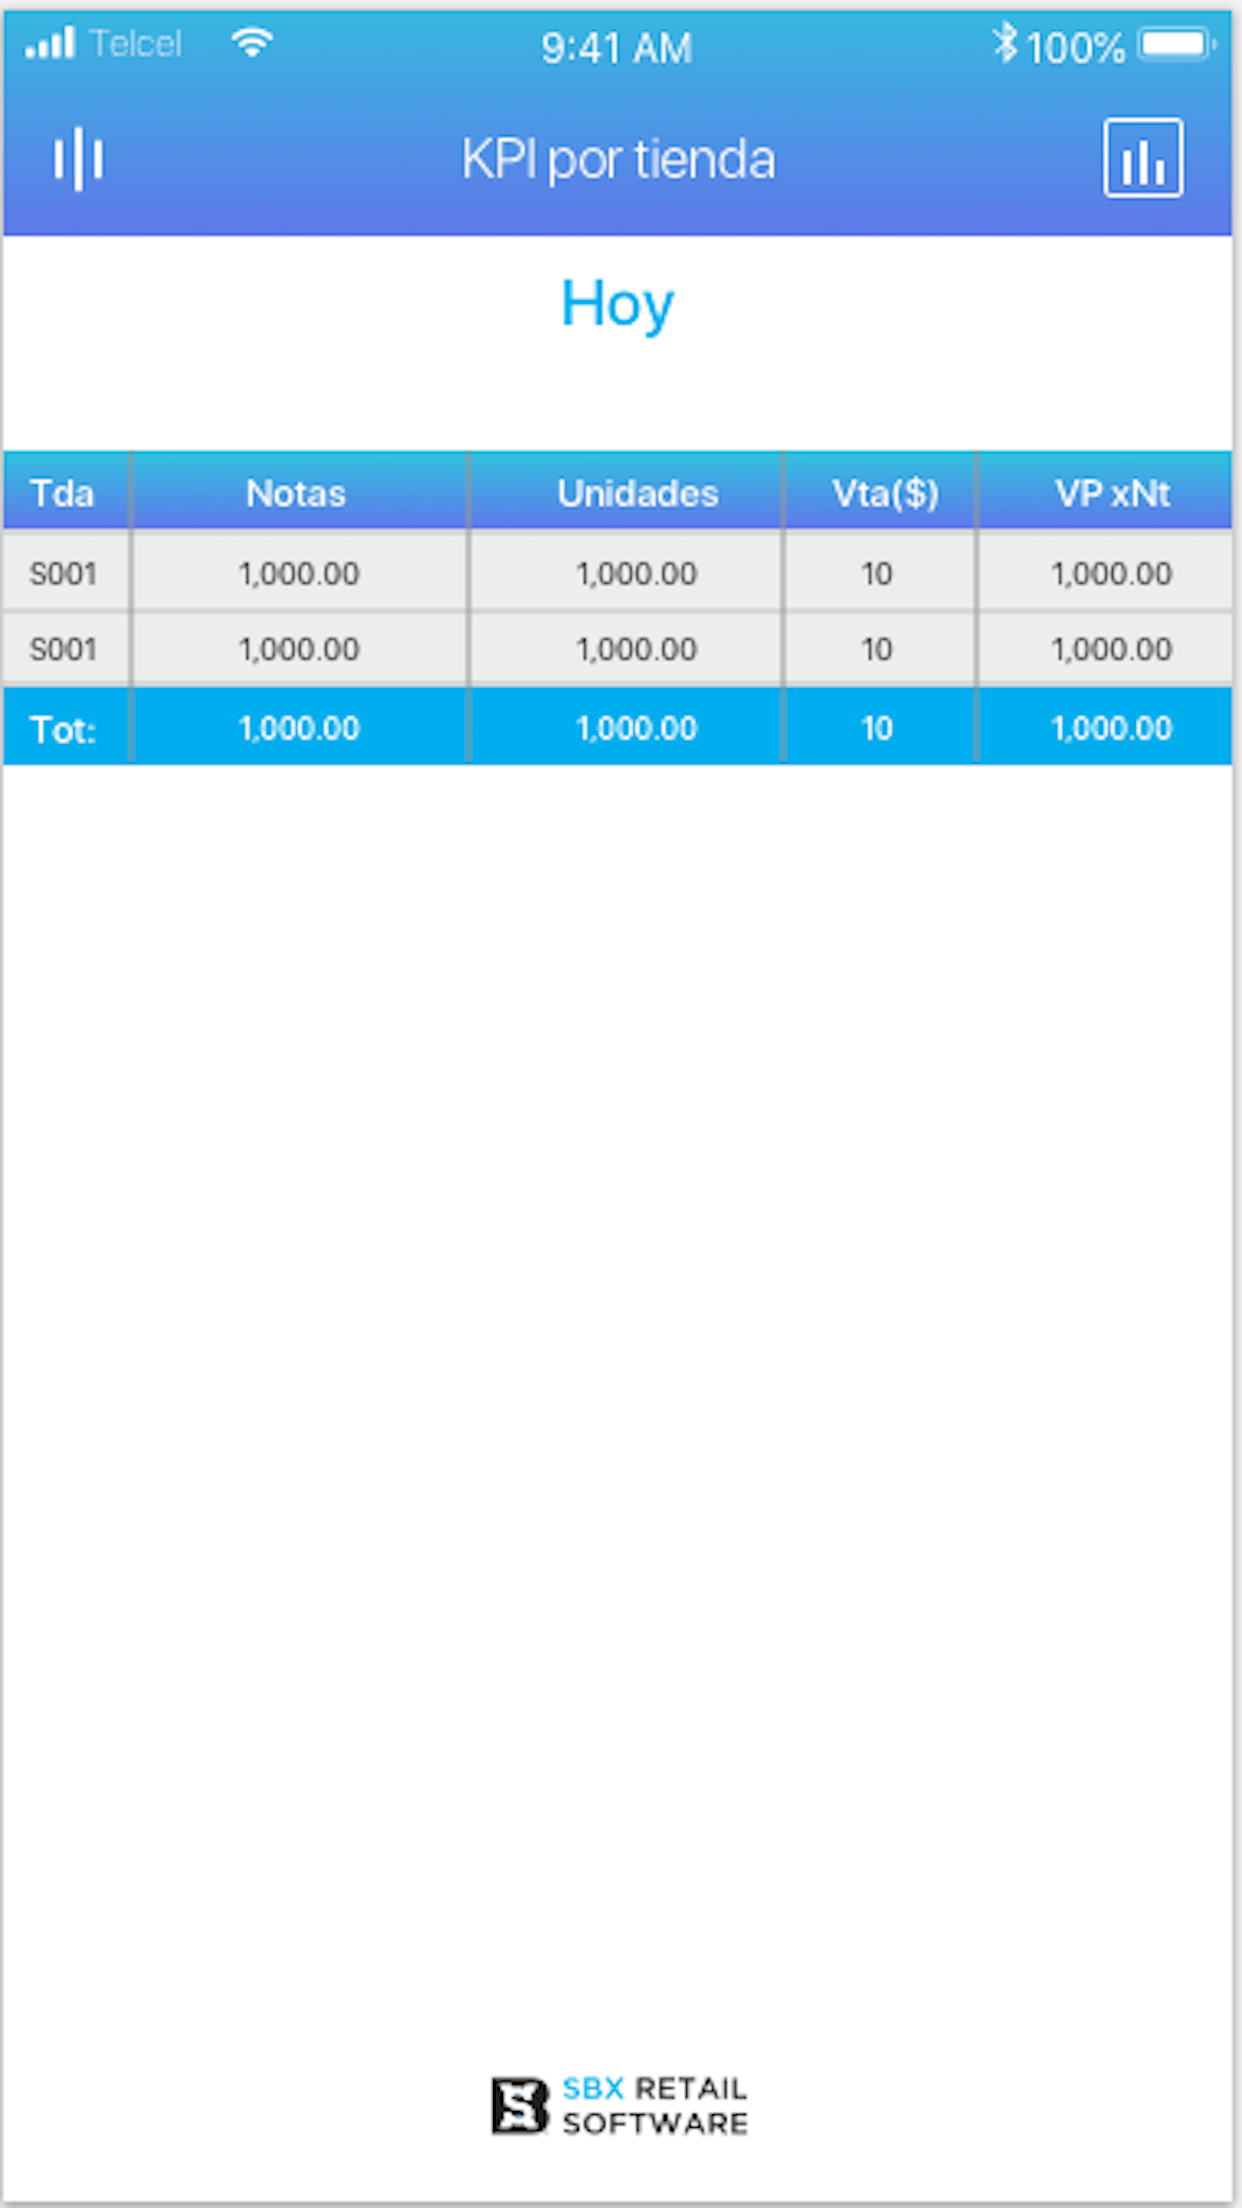 Telcel 9:41 AM 100%
KPI por tienda
Hoy
Tda Notas Unidades Vta($) VP xNt
S001 1,000.00 1,000.00 10 1,000.00
S001 1,000.00 1,000.00 10 1,000.00
Tot: 1,000.00 1,000.00 10 1,000.00
SBX RETAIL
SOFTWARE